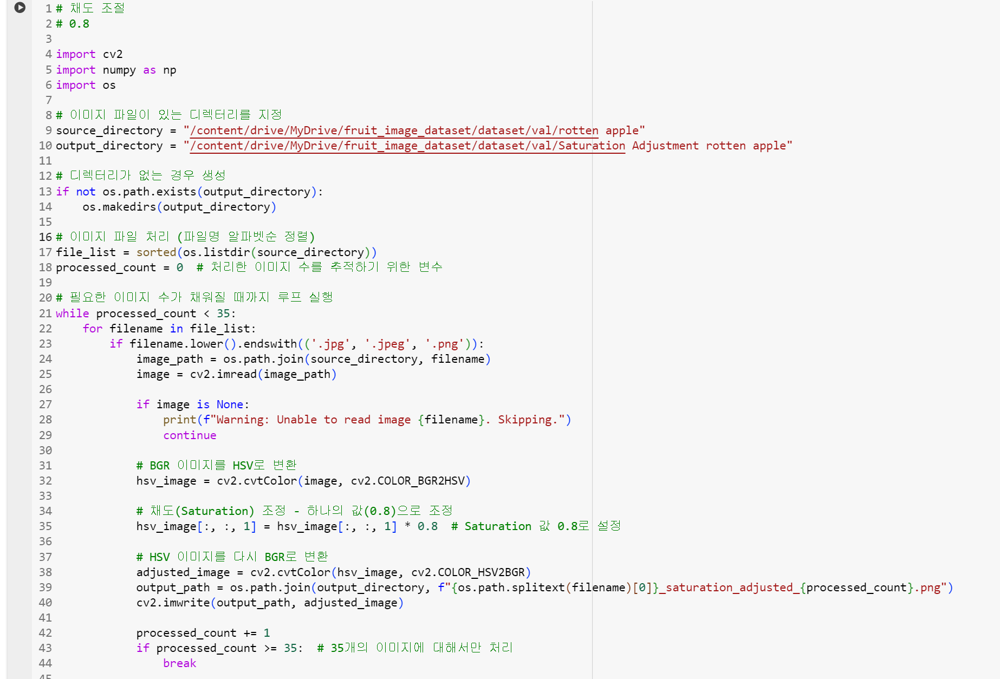 1 # 채도 조절
2 # 0.8
3
4 import cv2
5 import numpy as np
6 import os
7
8 # 이미지 파일이 있는 디렉터리를 지정
9 source_directory = "/content/drive/MyDrive/fruit_image_dataset/dataset/val/rotten apple"
10 output_directory = "/content/drive/MyDrive/fruit_image_dataset/dataset/val/Saturation Adjustment rotten apple"
11
12 # 디렉터리가 없는 경우 생성
13 if not os.path.exists(output_directory):
14     os.makedirs(output_directory)
15
16 # 이미지 파일 처리 (파일명 알파벳순 정렬)
17 file_list = sorted(os.listdir(source_directory))
18 processed_count = 0  # 처리한 이미지 수를 추적하기 위한 변수
19
20 # 필요한 이미지 수가 채워질 때까지 루프 실행
21 while processed_count < 35:
22     for filename in file_list:
23         if filename.lower().endswith(('.jpg', '.jpeg', '.png')):
24             image_path = os.path.join(source_directory, filename)
25             image = cv2.imread(image_path)
26
27             if image is None:
28                 print(f"Warning: Unable to read image {filename}. Skipping.")
29                 continue
30
31             # BGR 이미지를 HSV로 변환
32             hsv_image = cv2.cvtColor(image, cv2.COLOR_BGR2HSV)
33
34             # 채도(Saturation) 조정 - 하나의 값(0.8)으로 조정
35             hsv_image[:, :, 1] = hsv_image[:, :, 1] * 0.8  # Saturation 값 0.8로 설정
36
37             # HSV 이미지를 다시 BGR로 변환
38             adjusted_image = cv2.cvtColor(hsv_image, cv2.COLOR_HSV2BGR)
39             output_path = os.path.join(output_directory, f"{os.path.splitext(filename)[0]}_saturation_adjusted_{processed_count}.png")
40             cv2.imwrite(output_path, adjusted_image)
41
42             processed_count += 1
43             if processed_count >= 35:  # 35개의 이미지에 대해서만 처리
44                 break
45